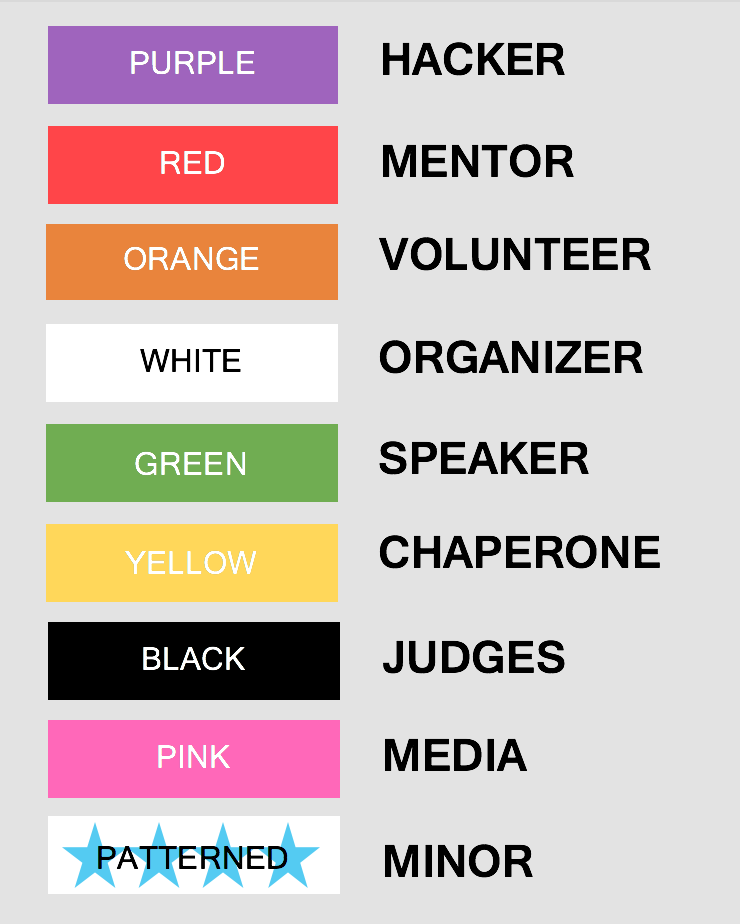 PURPLE HACKER
RED MENTOR
ORANGE VOLUNTEER
WHITE ORGANIZER
GREEN SPEAKER
YELLOW CHAPERONE
BLACK JUDGES
PINK MEDIA
PATTERNED MINOR